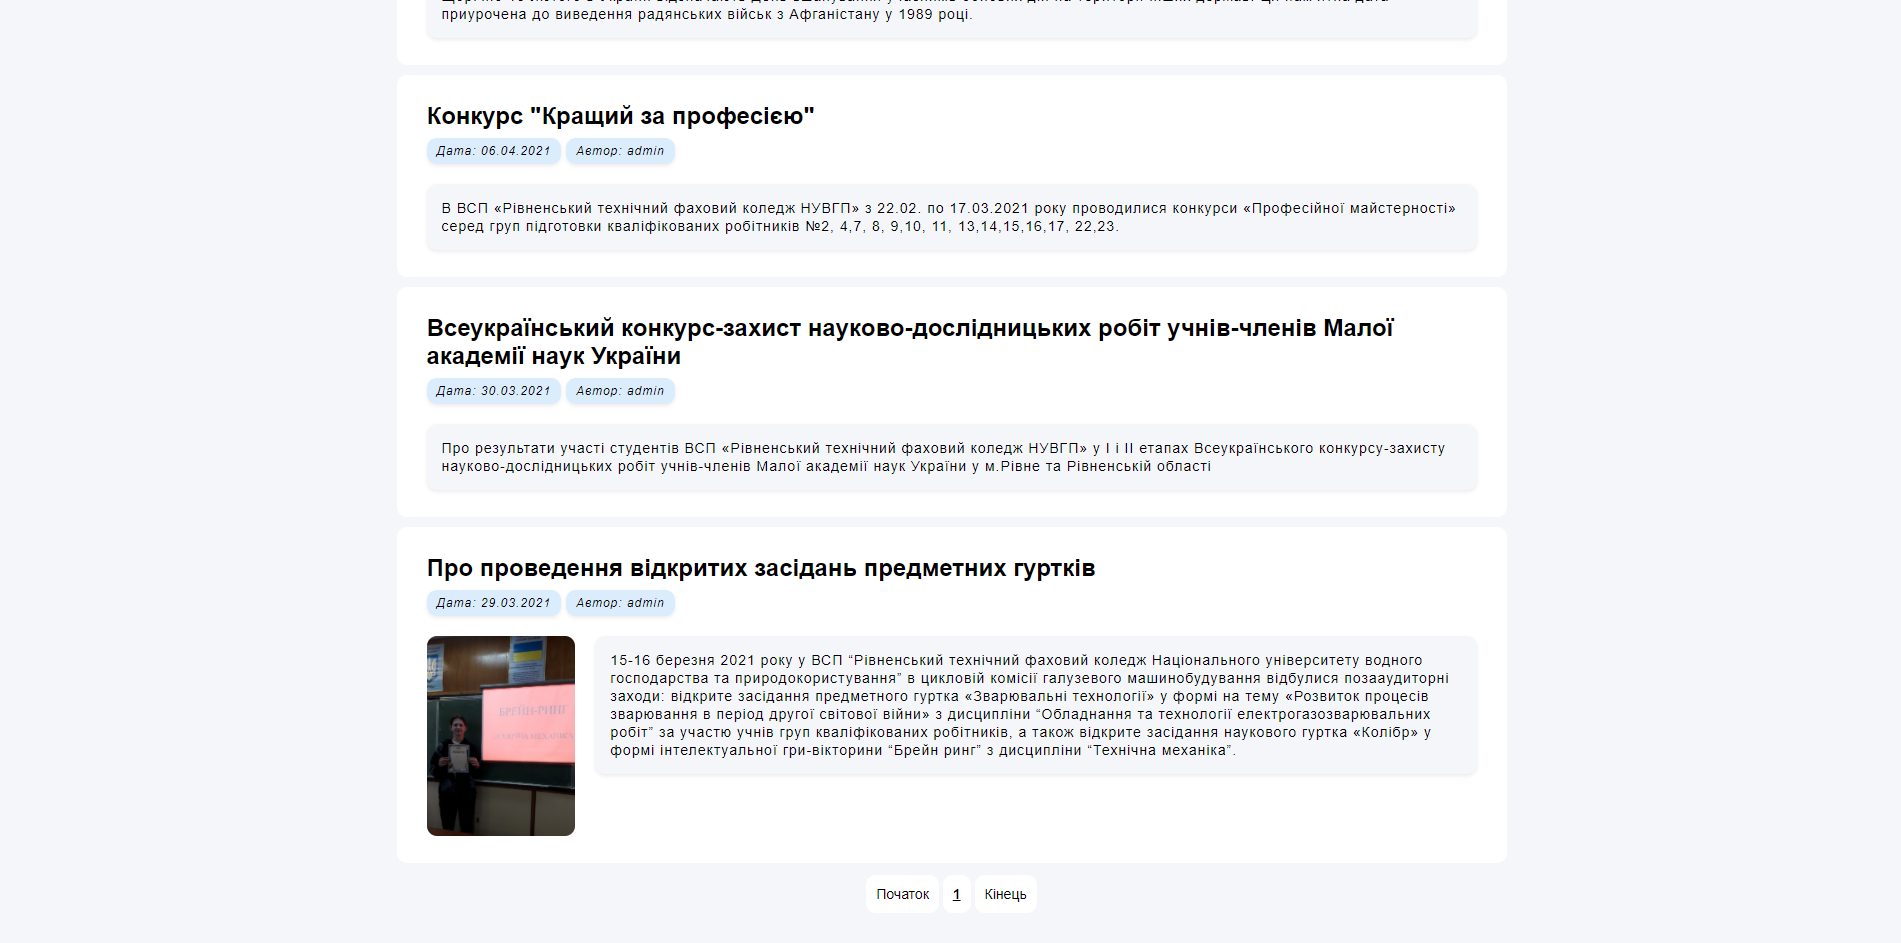 приурочена до виведення радянських військ з Афганістану у 1989 році.
Конкурс "Кращий за професією"
Дата: 06.04.2021 Автор: admin
В ВСП «Рівненський технічний фаховий коледж НУВГП» з 22.02. по 17.03.2021 року проводилися конкурси «Професійної майстерності»
серед груп підготовки кваліфікованих робітників №2, 4,7, 8, 9,10, 11, 13,14,15,16,17, 22,23.
Всеукраїнський конкурс-захист науково-дослідницьких робіт учнів-членів Малої
академії наук України
Дата: 30.03.2021 Автор: admin
Про результати участі студентів ВСП «Рівненський технічний фаховий коледж НУВГП» у І і ІІ етапах Всеукраїнського конкурсу-захисту
науково-дослідницьких робіт учнів-членів Малої академії наук України у м.Рівне та Рівненській області
Про проведення відкритих засідань предметних гуртків
Дата: 29.03.2021 Автор: admin
БРЕЙН-РИНГ
15-16 березня 2021 року у ВСП “Рівненський технічний фаховий коледж Національного університету водного
господарства та природокористування” в цикловій комісії галузевого машинобудування відбулися позааудиторні
заходи: відкрите засідання предметного гуртка «Зварювальні технології» у формі на тему «Розвиток процесів
зварювання в період другої світової війни» з дисципліни “Обладнання та технології електрогазозварювальних
робіт” за участю учнів груп кваліфікованих робітників, а також відкрите засідання наукового гуртка «Колібр» у
формі інтелектуальної гри-вікторини “Брейн ринг” з дисципліни “Технічна механіка”.
Початок 1 Кінець